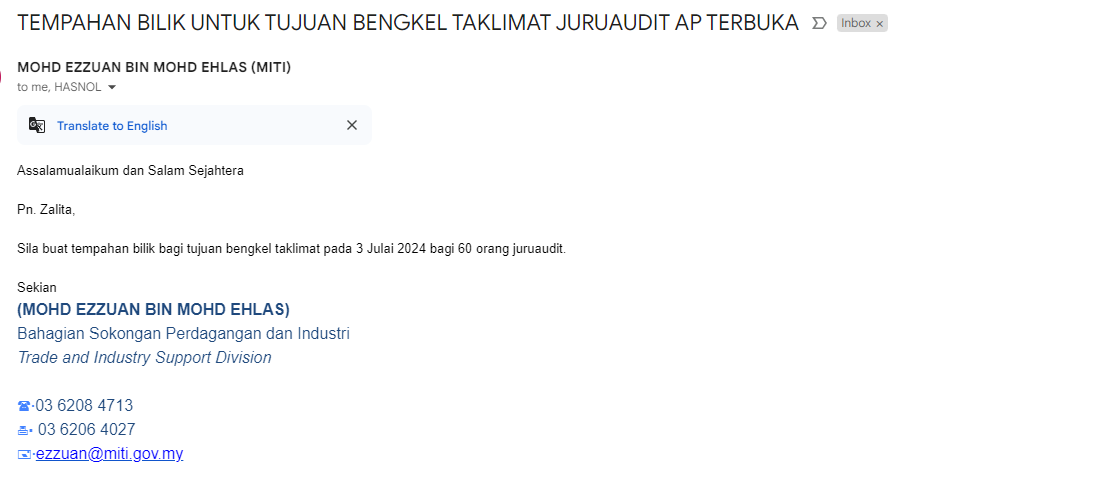 TEMPAHAN BILIK UNTUK TUJUAN BENGKEL TAKLIMAT JURUAUDIT AP TERBUKA Inbox ×
MOHD EZZUAN BIN MOHD EHLAS (MITI)
to me, HASNOL
Translate to English
Assalamualaikum dan Salam Sejahtera
Pn. Zalita,
Sila buat tempahan bilik bagi tujuan bengkel taklimat pada 3 Julai 2024 bagi 60 orang juruaudit.
Sekian
(MOHD EZZUAN BIN MOHD EHLAS)
Bahagian Sokongan Perdagangan dan Industri
Trade and Industry Support Division
03 6208 4713
03 6206 4027
ezzuan@miti.gov.my